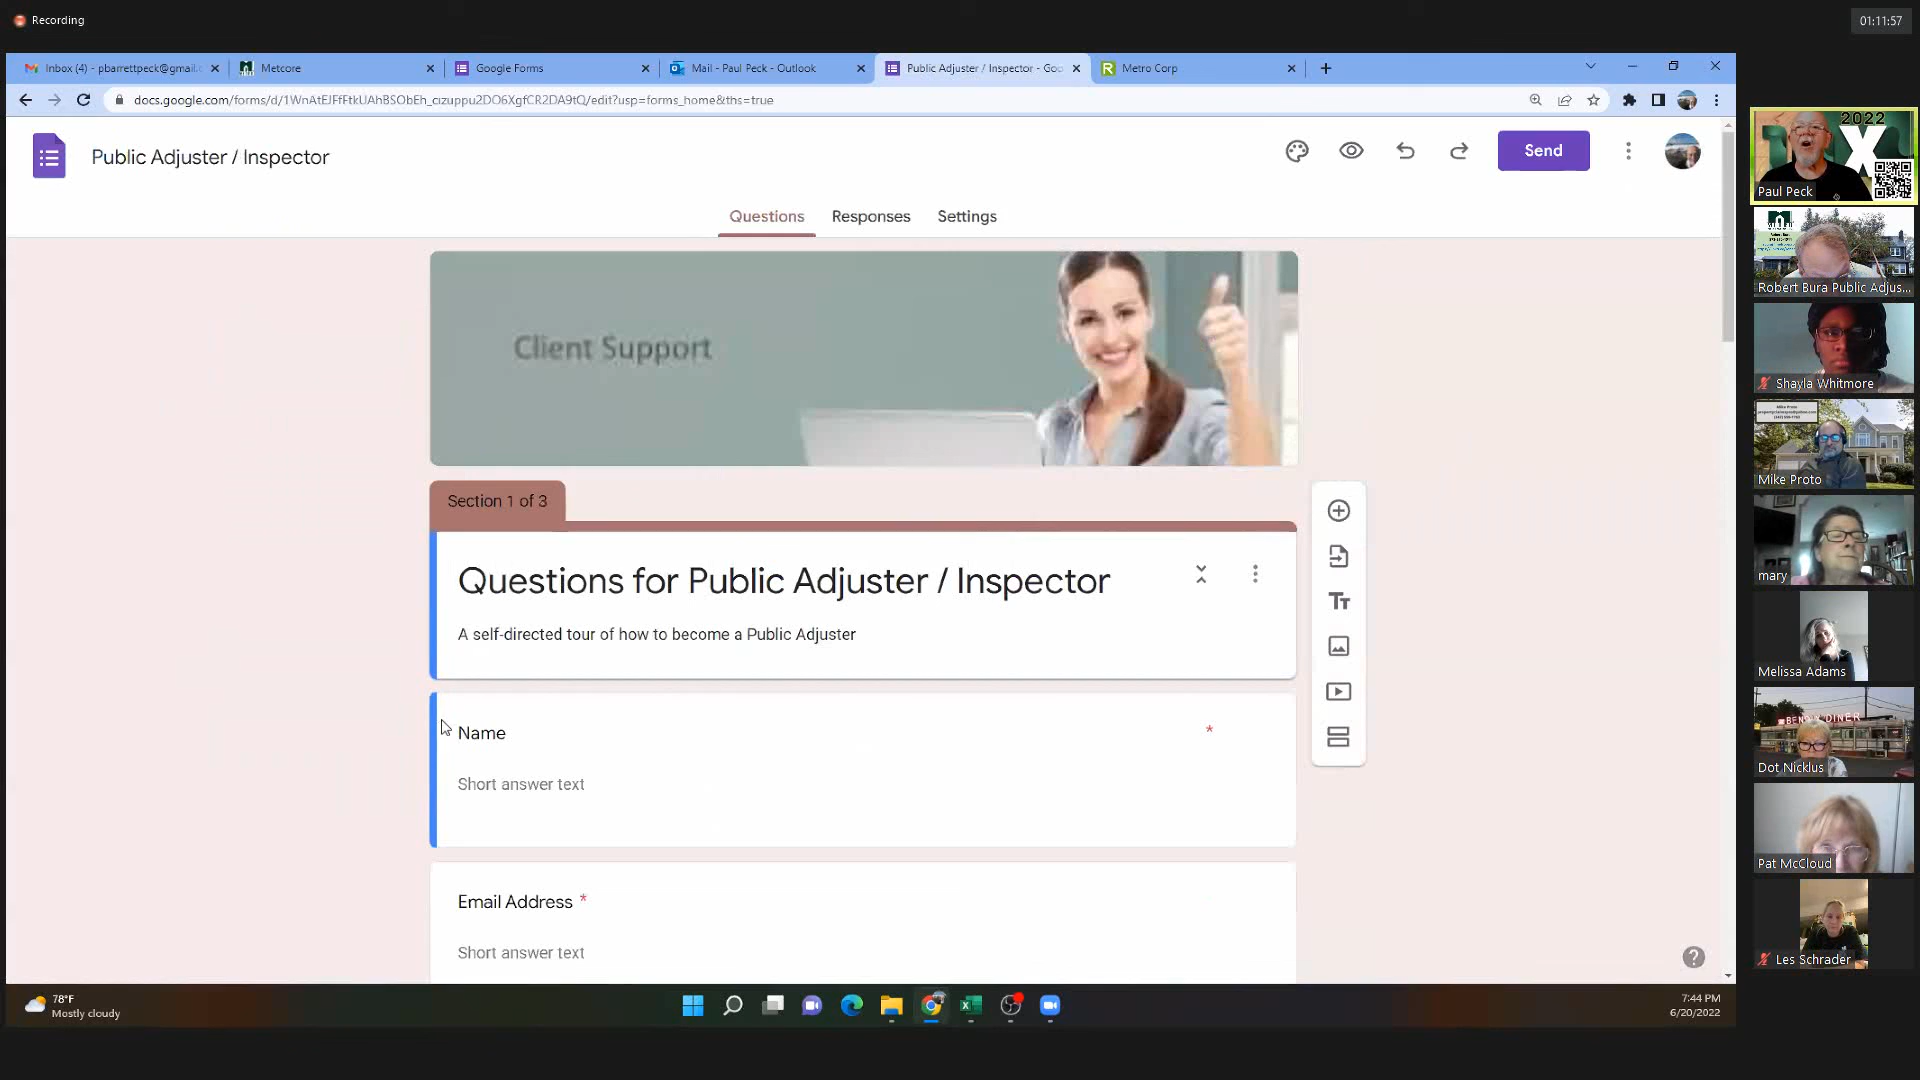 Recording
01:11:57
Inbox (4) - pbarrettpeck@gmail.c
Metcore
Google Forms
Mail - Paul Peck - Outlook
Public Adjuster / Inspector - Goo
Metro Corp
docs.google.com/forms/d/1WnAtEJFfFtkUAhBSObEh_cızuppu2DO6XgfCR2DA9tQ/edit?usp=forms_home&ths=true
Public Adjuster / Inspector
Send
Questions
Responses
Settings
Client Support
Section 1 of 3
Questions for Public Adjuster / Inspector
A self-directed tour of how to become a Public Adjuster
Name
*
Short answer text
Email Address *
Short answer text
2022
Paul Peck
Robert Bura Public Adjus...
Shayla Whitmore
Mike Proto
Mike Proto
mary
Melissa Adams
BENDIX DINER
Dot Nicklus
Pat McCloud
Les Schrader
78°F
Mostly cloudy
7:44 PM
6/20/2022